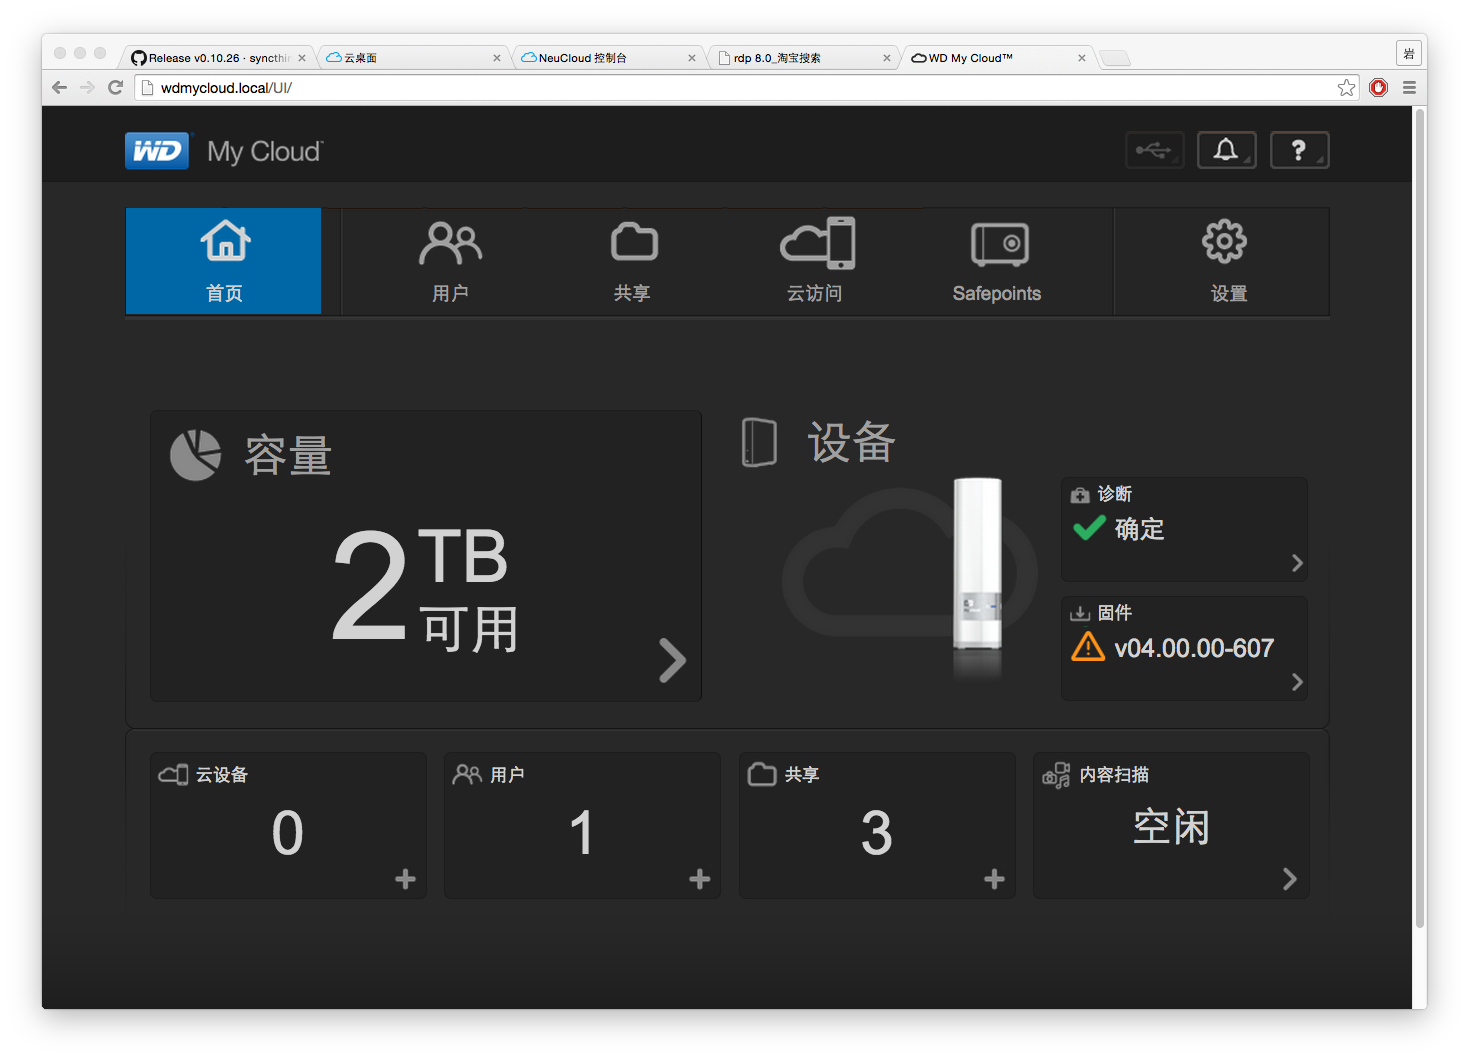 Release v0.10.26 · syncthi
云桌面
NeuCloud 控制台
rdp 8.0_淘宝搜索
WD My Cloud™
岩
wdmycloud.local/UI/
WD My Cloud™
?
首页
用户
共享
云访问
Safepoints
设置
容量
2 TB
可用
设备
诊断
确定
固件
v04.00.00-607
云设备
0
用户
1
共享
3
内容扫描
空闲